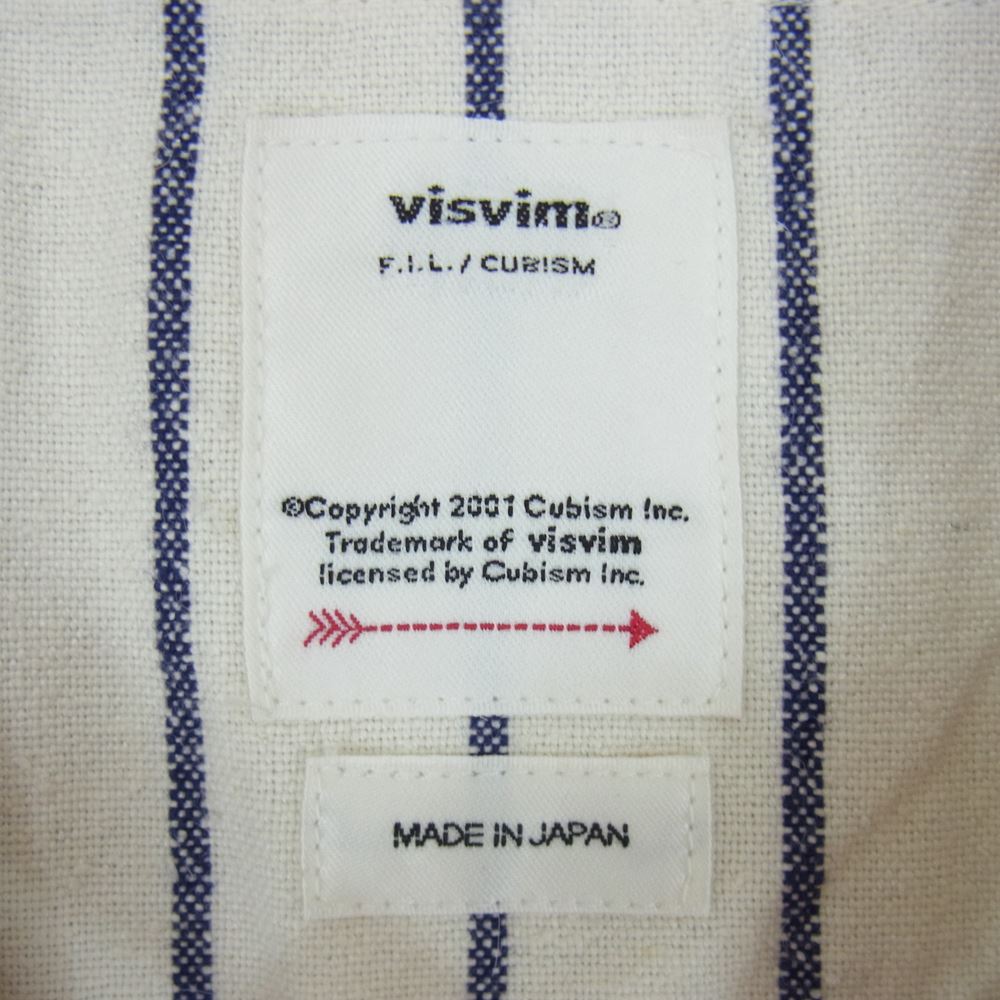 visvim®
F.I.L. / CUBISM
©Copyright 2001 Cubism Inc.
Trademark of visvim
licensed by Cubism Inc.
MADE IN JAPAN